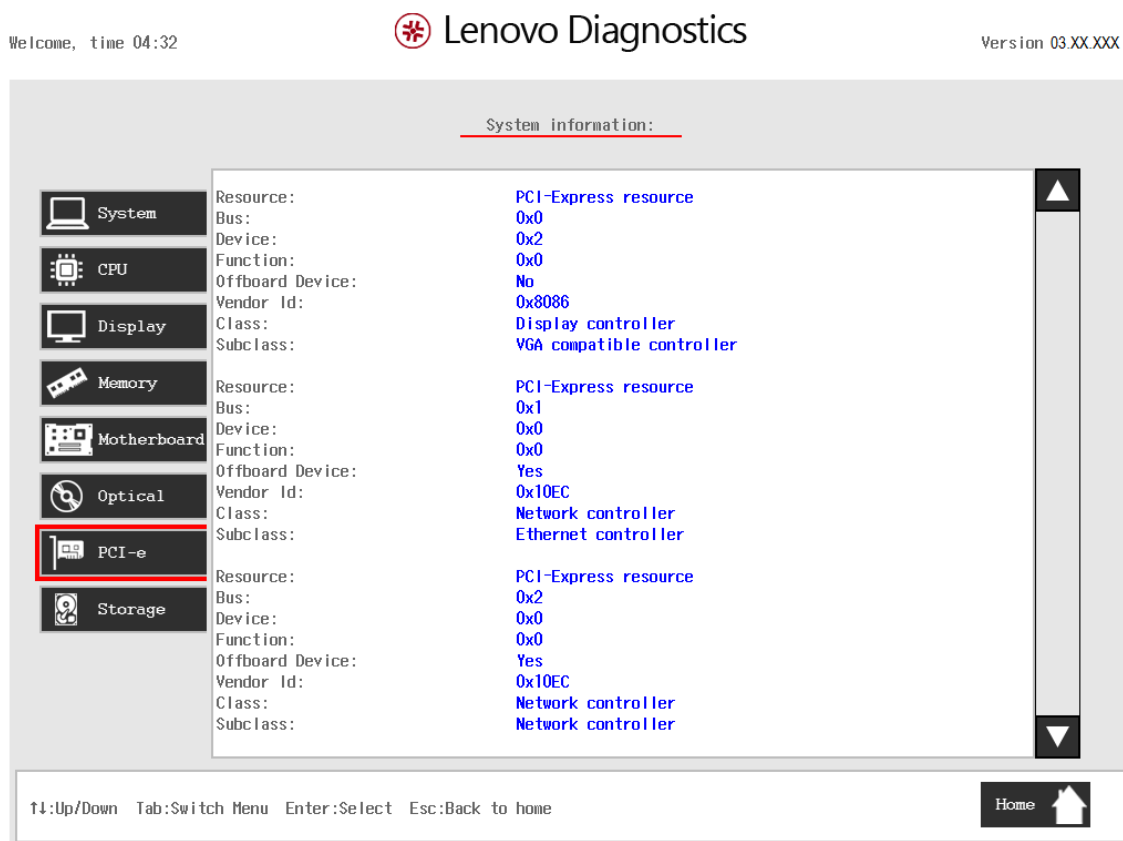 Welcome, time 04:32
Lenovo Diagnostics
Version 03.XX.XXX
System information:
System
CPU
Display
Memory
Motherboard
Optical
PCI-e
Storage
Resource: PCI-Express resource
Bus: 0x0
Device: 0x2
Function: 0x0
Offboard Device: No
Vendor Id: 0x8086
Class: Display controller
Subclass: VGA compatible controller
Resource: PCI-Express resource
Bus: 0x1
Device: 0x0
Function: 0x0
Offboard Device: Yes
Vendor Id: 0x10EC
Class: Network controller
Subclass: Ethernet controller
Resource: PCI-Express resource
Bus: 0x2
Device: 0x0
Function: 0x0
Offboard Device: Yes
Vendor Id: 0x10EC
Class: Network controller
Subclass: Network controller
↑↓:Up/Down Tab:Switch Menu Enter:Select Esc:Back to home
Home